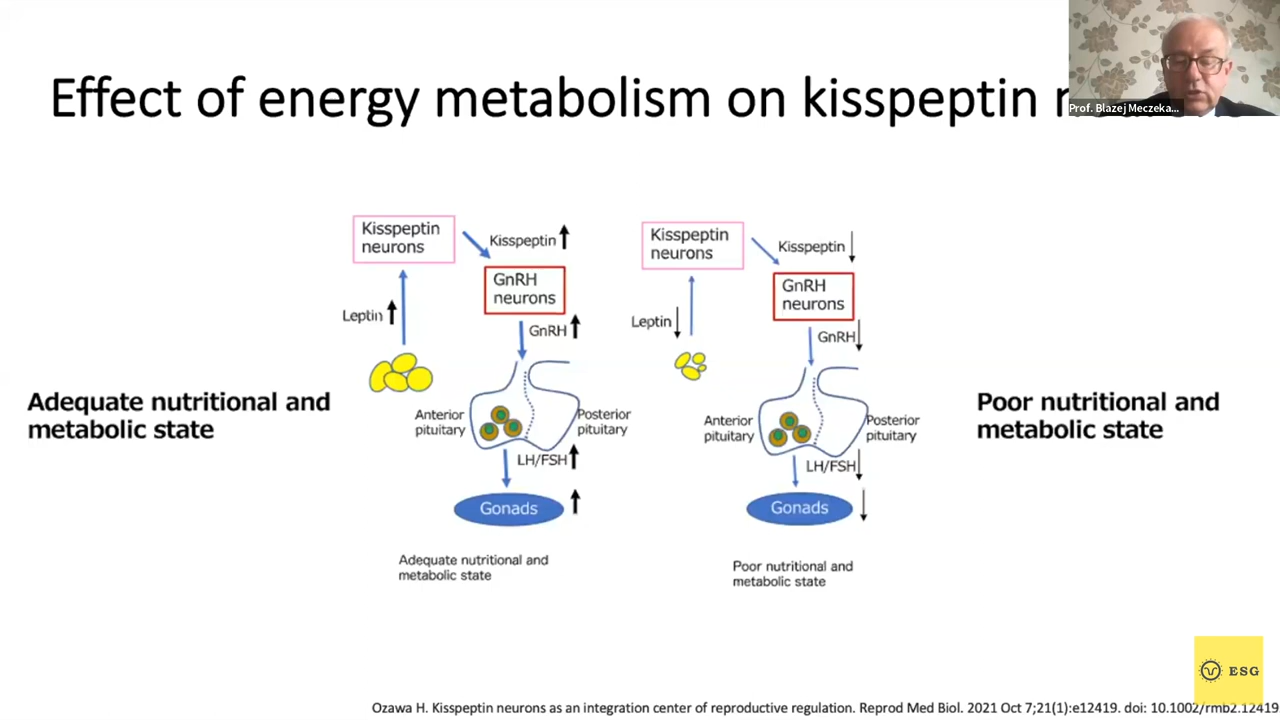 Effect of energy metabolism on kisspeptin
Prof. Blazej Meczeka...
Kisspeptin
neurons
Kisspeptin
GnRH
neurons
Leptin
GnRH
Anterior
pituitary
Posterior
pituitary
LH/FSH
Gonads
Adequate nutritional and
metabolic state
Kisspeptin
neurons
Kisspeptin
GnRH
neurons
Leptin
GnRH
Anterior
pituitary
Posterior
pituitary
LH/FSH
Gonads
Poor nutritional and
metabolic state
Adequate nutritional and
metabolic state
Poor nutritional and
metabolic state
ESG
Ozawa H. Kisspeptin neurons as an integration center of reproductive regulation. Reprod Med Biol. 2021 Oct 7;21(1):e12419. doi: 10.1002/rmb2.12419